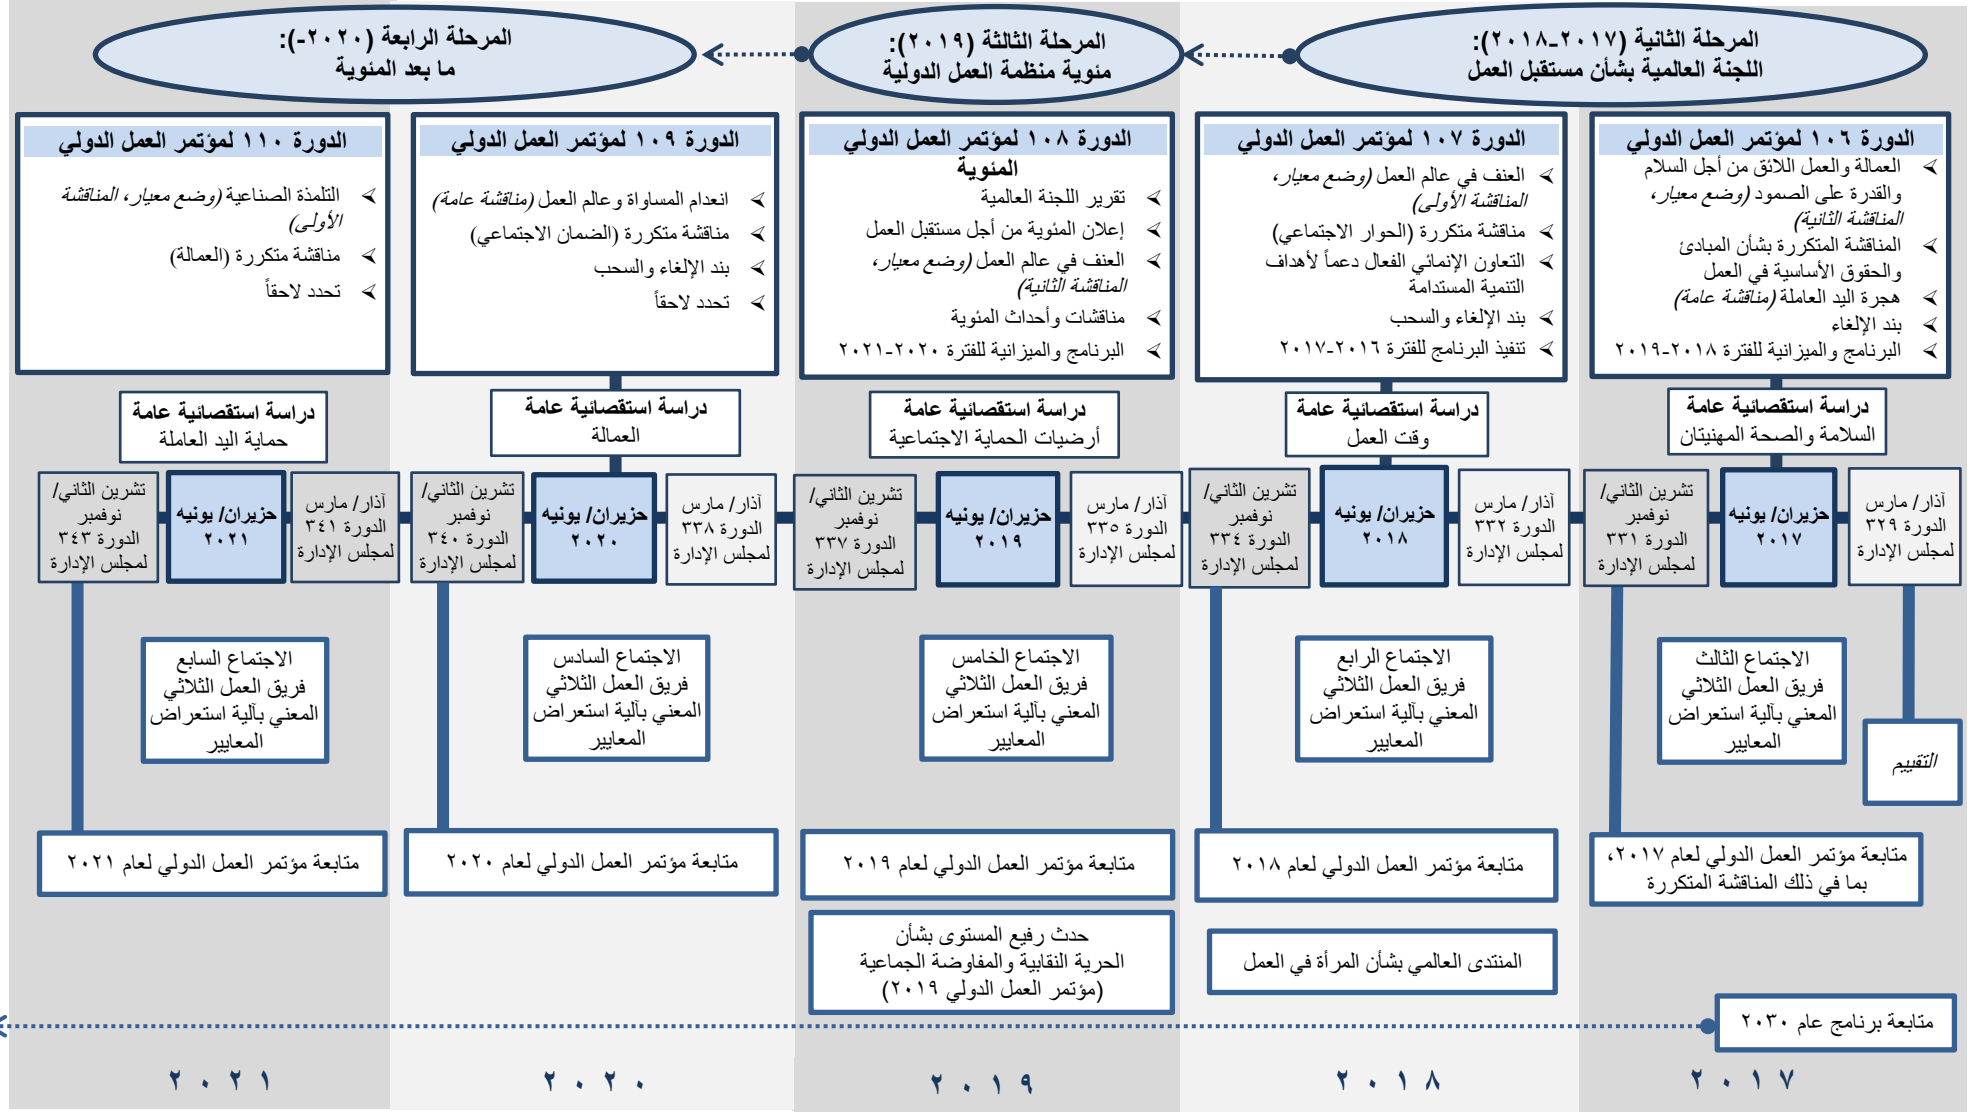 المرحلة الثانية (٢٠١٧-٢٠١٨):
اللجنة العالمية بشأن مستقبل العمل
المرحلة الثالثة (٢٠١٩):
مئوية منظمة العمل الدولية
المرحلة الرابعة (٢٠٢٠-):
ما بعد المئوية
الدورة ١٠٦ لمؤتمر العمل الدولي
⮚ العمالة والعمل اللائق من أجل السلام
والقدرة على الصمود (وضع معيار،
المناقشة الثانية)
⮚ المناقشة المتكررة بشأن المبادئ
والحقوق الأساسية في العمل
⮚ هجرة اليد العاملة (مناقشة عامة)
⮚ بند الإلغاء
⮚ البرنامج والميزانية للفترة ٢٠١٨-٢٠١٩
الدورة ١٠٧ لمؤتمر العمل الدولي
⮚ العنف في عالم العمل (وضع معيار،
المناقشة الأولى)
⮚ مناقشة متكررة (الحوار الاجتماعي)
⮚ التعاون الإنمائي الفعال دعماً لأهداف
التنمية المستدامة
⮚ بند الإلغاء والسحب
⮚ تنفيذ البرنامج للفترة ٢٠١٦-٢٠١٧
الدورة ١٠٨ لمؤتمر العمل الدولي
المئوية
⮚ تقرير اللجنة العالمية
⮚ إعلان المئوية من أجل مستقبل العمل
⮚ العنف في عالم العمل (وضع معيار،
المناقشة الثانية)
⮚ مناقشات وأحداث المئوية
⮚ البرنامج والميزانية للفترة ٢٠٢٠-٢٠٢١
الدورة ١٠٩ لمؤتمر العمل الدولي
⮚ انعدام المساواة وعالم العمل (مناقشة عامة)
⮚ مناقشة متكررة (الضمان الاجتماعي)
⮚ بند الإلغاء والسحب
⮚ تحدد لاحقاً
الدورة ١١٠ لمؤتمر العمل الدولي
⮚ التلمذة الصناعية (وضع معيار، المناقشة
الأولى)
⮚ مناقشة متكررة (العمالة)
⮚ تحدد لاحقاً
دراسة استقصائية عامة
السلامة والصحة المهنيتان
دراسة استقصائية عامة
وقت العمل
دراسة استقصائية عامة
أرضيات الحماية الاجتماعية
دراسة استقصائية عامة
العمالة
دراسة استقصائية عامة
حماية اليد العاملة
آذار/ مارس
الدورة ٣٢٩
لمجلس الإدارة
حزيران/ يونيه
٢٠١٧
تشرين الثاني/
نوفمبر
الدورة ٣٣١
لمجلس الإدارة
آذار/ مارس
الدورة ٣٣٢
لمجلس الإدارة
حزيران/ يونيه
٢٠١٨
تشرين الثاني/
نوفمبر
الدورة ٣٣٤
لمجلس الإدارة
آذار/ مارس
الدورة ٣٣٥
لمجلس الإدارة
حزيران/ يونيه
٢٠١٩
تشرين الثاني/
نوفمبر
الدورة ٣٣٧
لمجلس الإدارة
آذار/ مارس
الدورة ٣٣٨
لمجلس الإدارة
حزيران/ يونيه
٢٠٢٠
تشرين الثاني/
نوفمبر
الدورة ٣٤٠
لمجلس الإدارة
آذار/ مارس
الدورة ٣٤١
لمجلس الإدارة
حزيران/ يونيه
٢٠٢١
تشرين الثاني/
نوفمبر
الدورة ٣٤٣
لمجلس الإدارة
التقييم
الاجتماع الثالث
فريق العمل الثلاثي
المعني بآلية استعراض
المعايير
الاجتماع الرابع
فريق العمل الثلاثي
المعني بآلية استعراض
المعايير
الاجتماع الخامس
فريق العمل الثلاثي
المعني بآلية استعراض
المعايير
الاجتماع السادس
فريق العمل الثلاثي
المعني بآلية استعراض
المعايير
الاجتماع السابع
فريق العمل الثلاثي
المعني بآلية استعراض
المعايير
متابعة مؤتمر العمل الدولي لعام ٢٠١٧،
بما في ذلك المناقشة المتكررة
متابعة مؤتمر العمل الدولي لعام ٢٠١٨
متابعة مؤتمر العمل الدولي لعام ٢٠١٩
متابعة مؤتمر العمل الدولي لعام ٢٠٢٠
متابعة مؤتمر العمل الدولي لعام ٢٠٢١
المنتدى العالمي بشأن المرأة في العمل
حدث رفيع المستوى بشأن
الحرية النقابية والمفاوضة الجماعية
(مؤتمر العمل الدولي ٢٠١٩)
متابعة برنامج عام ٢٠٣٠
٢٠١٧
٢٠١٨
٢٠١٩
٢٠٢٠
٢٠٢١